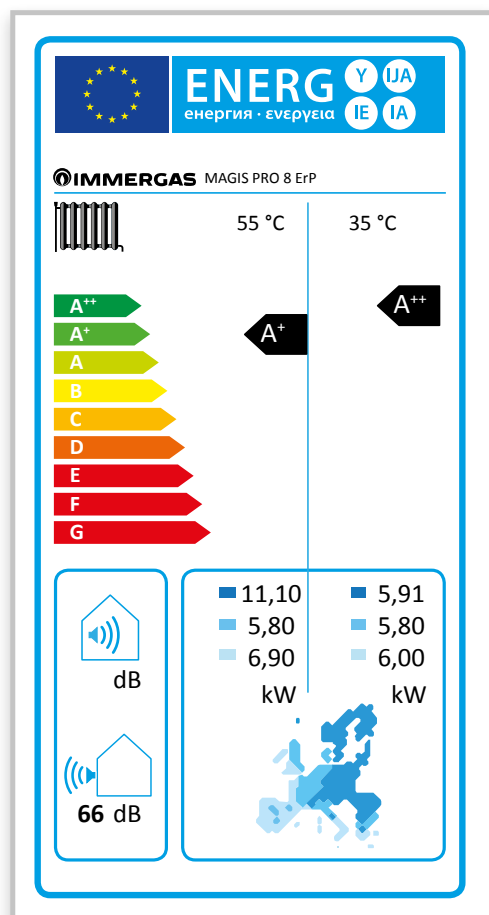 ENERG Y IJA
енергия · ενεργεια IE IA
IMMERGAS MAGIS PRO 8 ErP
55 °C 35 °C
A++
A+
A
B
C
D
E
F
G
A+
A++
dB
66 dB
11,10 5,91
5,80 5,80
6,90 6,00
kW kW